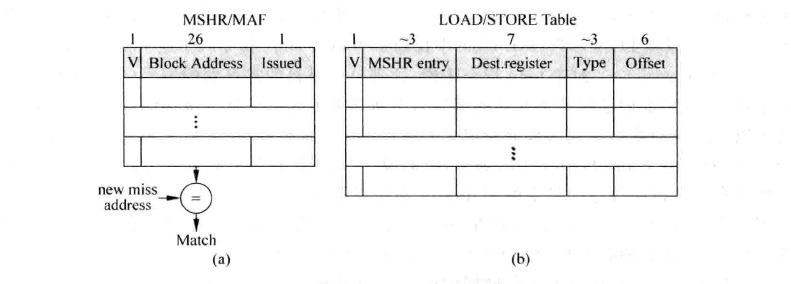 MSHR/MAF
1 26 1
V Block Address Issued
⋮
new miss
address
=
Match
(a)
LOAD/STORE Table
1 ~3 7 ~3 6
V MSHR entry Dest.register Type Offset
⋮
(b)